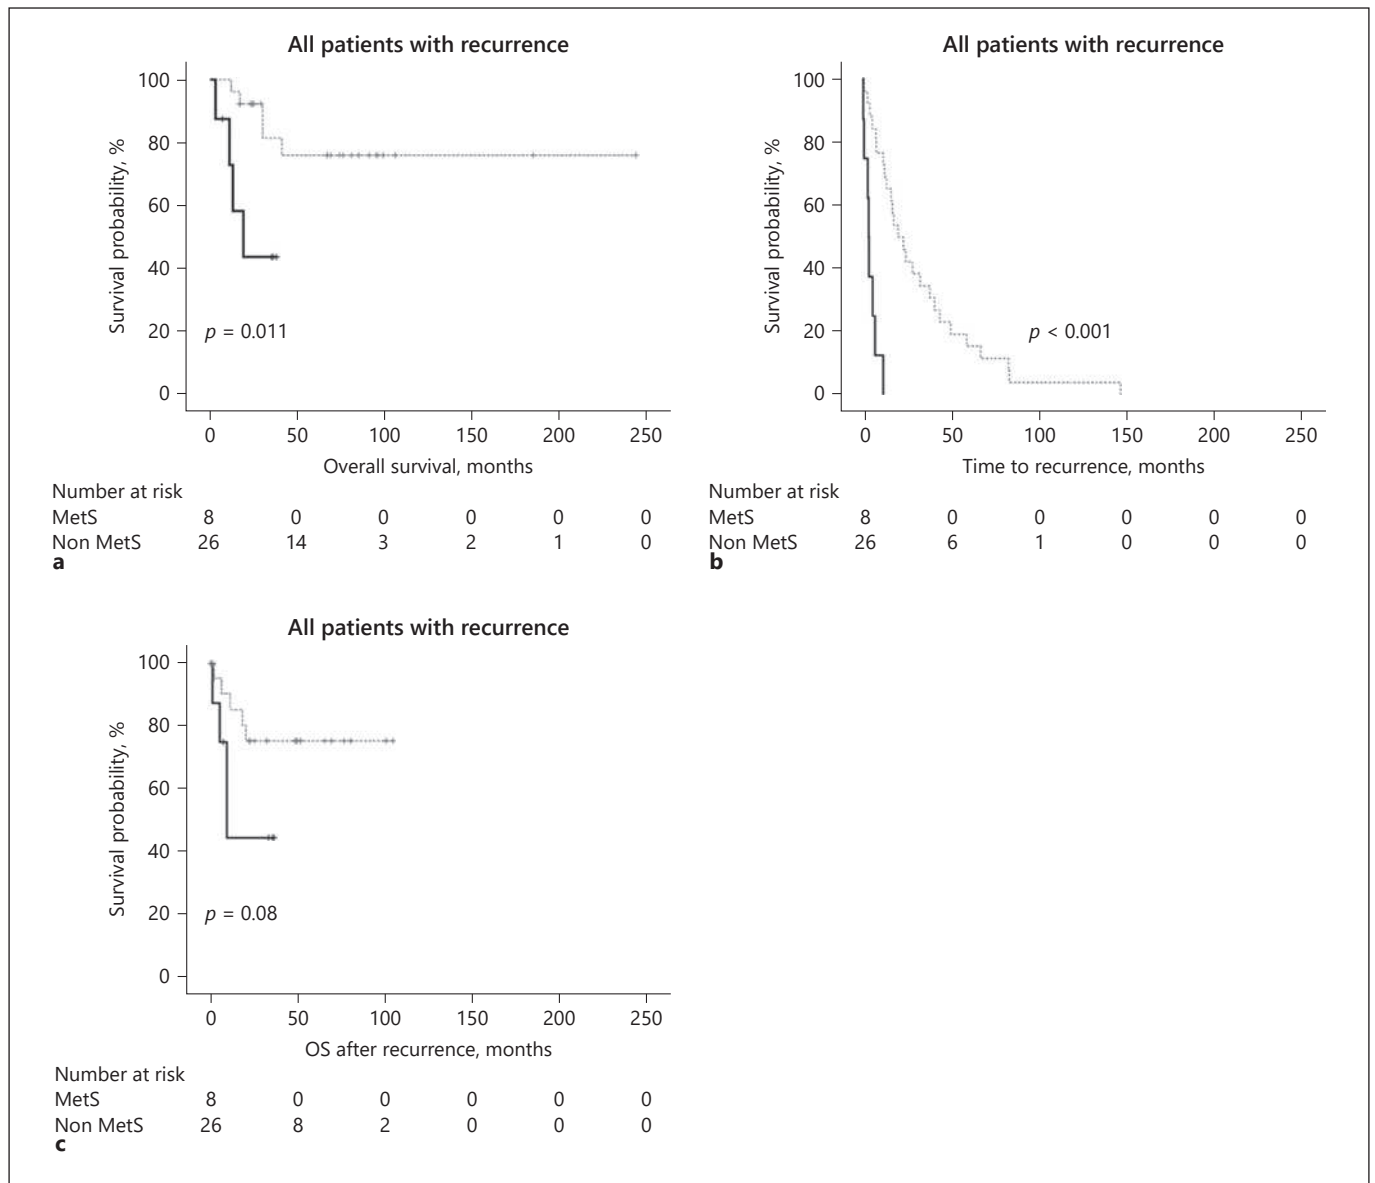 All patients with recurrence
100
80
60
40
20
0
Survival probability, %
p = 0.011
0 50 100 150 200 250
Overall survival, months
Number at risk
MetS 8 0 0 0 0 0
Non MetS 26 14 3 2 1 0
a
All patients with recurrence
100
80
60
40
20
0
Survival probability, %
p < 0.001
0 50 100 150 200 250
Time to recurrence, months
Number at risk
MetS 8 0 0 0 0 0
Non MetS 26 6 1 0 0 0
b
All patients with recurrence
100
80
60
40
20
0
Survival probability, %
p = 0.08
0 50 100 150 200 250
OS after recurrence, months
Number at risk
MetS 8 0 0 0 0 0
Non MetS 26 8 2 0 0 0
c